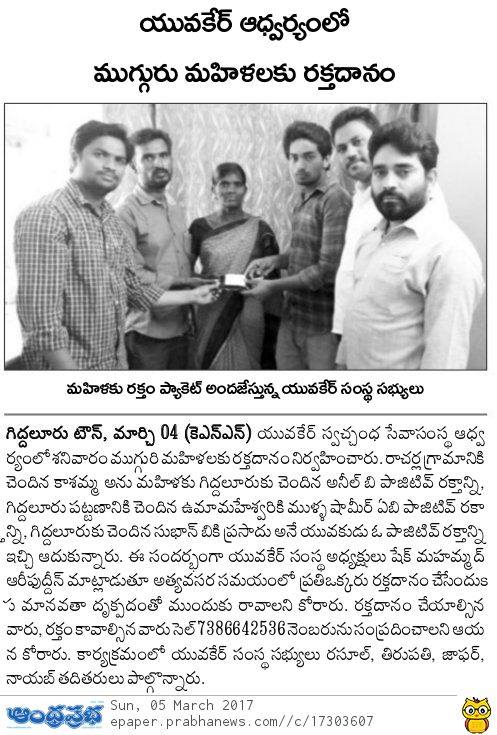 యువకేర్ ఆధ్వర్యంలో
ముగ్గురు మహిళలకు రక్తదానం
మహిళకు రక్తం ప్యాకెట్ అందజేస్తున్న యువకేర్ సంస్థ సభ్యులు
గిద్దలూరు టౌన్, మార్చి 04 (కెఎన్ఎన్) యువకేర్ స్వచ్ఛంధ సేవాసంస్థ ఆధ్వ
ర్యంలో శనివారం ముగ్గురి మహిళలకు రక్తదానం నిర్వహించారు. రాచర్ల గ్రామానికి
చెందిన కాశమ్మ అను మహిళకు గిద్దలూరుకు చెందిన అనీల్ బి పాజిటివ్ రక్తాన్ని,
గిద్దలూరు పట్టణానికి చెందిన ఉమామహేశ్వరికి ముళ్ళ షామీర్ ఏబి పాజిటివ్ రకా
్తన్ని, గిద్దలూరుకు చెందిన సుభాన్ బికి ప్రసాదు అనే యువకుడు ఓ పాజిటివ్ రక్తాన్ని
ఇచ్చి ఆదుకున్నారు. ఈ సందర్భంగా యువకేర్ సంస్థ అధ్యక్షులు షేక్ మహమ్మద్
ఆరీఫుద్దీన్ మాట్లాడుతూ అత్యవసర సమయంలో ప్రతిఒక్కరు రక్తదానం చేసేందుక
ు మానవతా దృక్పదంతో ముందుకు రావాలని కోరారు. రక్తదానం చేయాల్సిన
వారు, రక్తం కావాల్సిన వారు సెల్ 7386642536 నెంబరును సంప్రదించాలని ఆయ
న కోరారు. కార్యక్రమంలో యువకేర్ సంస్థ సభ్యులు రసూల్, తిరుపతి, జాఫర్,
నాయబ్ తదితరులు పాల్గొన్నారు.
ఆంధ్రప్రభ
Sun, 05 March 2017
epaper.prabhanews.com//c/17303607